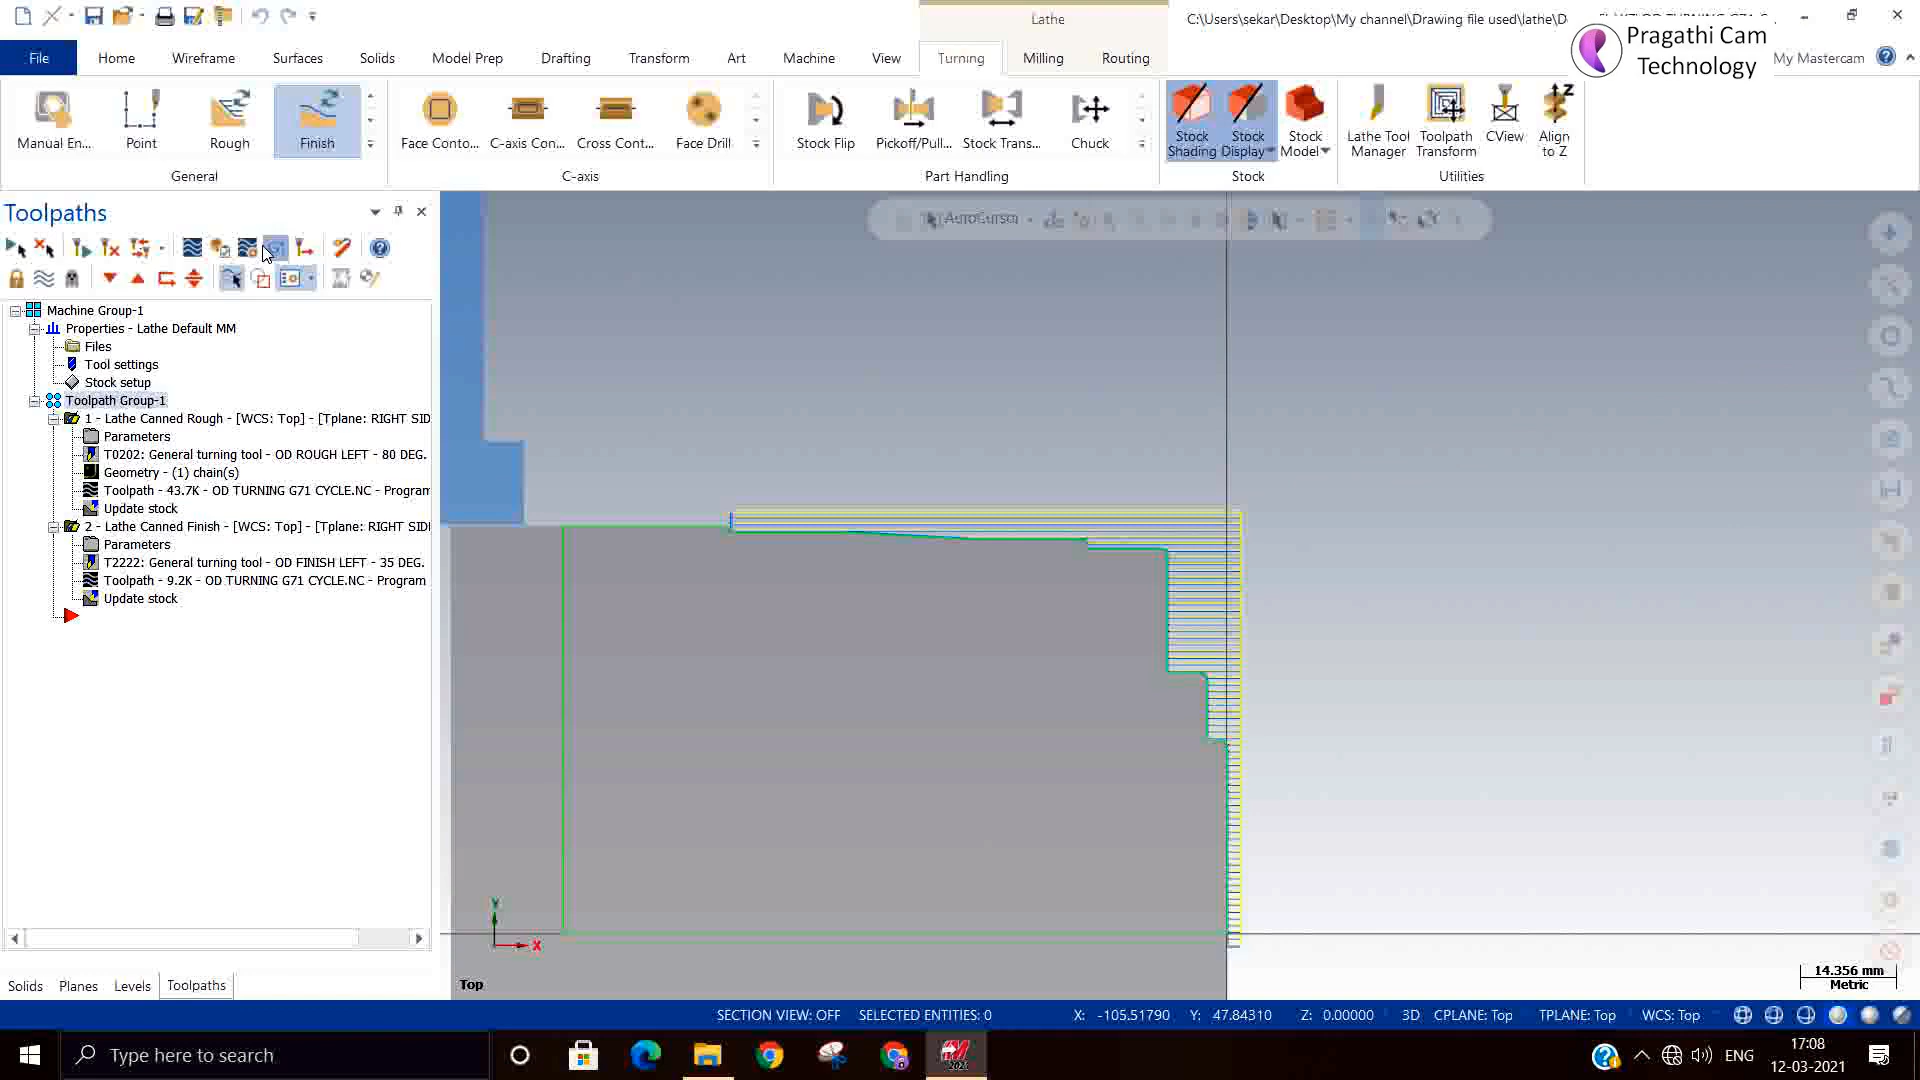 Lathe
C:\Users\sekar\Desktop\My channel\Drawing file used\lathe\D
Pragathi Cam
Technology
File
Home
Wireframe
Surfaces
Solids
Model Prep
Drafting
Transform
Art
Machine
View
Turning
Milling
Routing
My Mastercam
Manual En...
Point
Rough
Finish
Face Conto...
C-axis Con...
Cross Cont...
Face Drill
Stock Flip
Pickoff/Pull...
Stock Trans...
Chuck
Stock Shading
Stock Display
Stock Model
Lathe Tool Manager
Toolpath Transform
CView
Align to Z
General
C-axis
Part Handling
Stock
Utilities
Toolpaths
AutoCursor
Machine Group-1
Properties - Lathe Default MM
Files
Tool settings
Stock setup
Toolpath Group-1
1 - Lathe Canned Rough - [WCS: Top] - [Tplane: RIGHT SID
Parameters
T0202: General turning tool - OD ROUGH LEFT - 80 DEG.
Geometry - (1) chain(s)
Toolpath - 43.7K - OD TURNING G71 CYCLE.NC - Program
Update stock
2 - Lathe Canned Finish - [WCS: Top] - [Tplane: RIGHT SID
Parameters
T2222: General turning tool - OD FINISH LEFT - 35 DEG.
Toolpath - 9.2K - OD TURNING G71 CYCLE.NC - Program
Update stock
Y
X
Top
14.356 mm
Metric
Solids
Planes
Levels
Toolpaths
SECTION VIEW: OFF
SELECTED ENTITIES: 0
X: -105.51790
Y: 47.84310
Z: 0.00000
3D
CPLANE: Top
TPLANE: Top
WCS: Top
Type here to search
ENG
17:08
12-03-2021